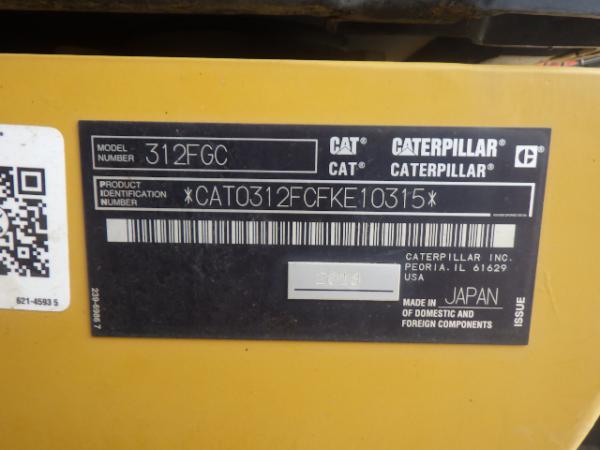 MODEL NUMBER 312FGC
CAT® CATERPILLAR® C®
CAT® CATERPILLAR®
PRODUCT IDENTIFICATION NUMBER *CAT0312FCFKE10315*
CATERPILLAR INC.
PEORIA, IL 61629
USA
MADE IN JAPAN
OF DOMESTIC AND
FOREIGN COMPONENTS
ISSUE
621-4593 5